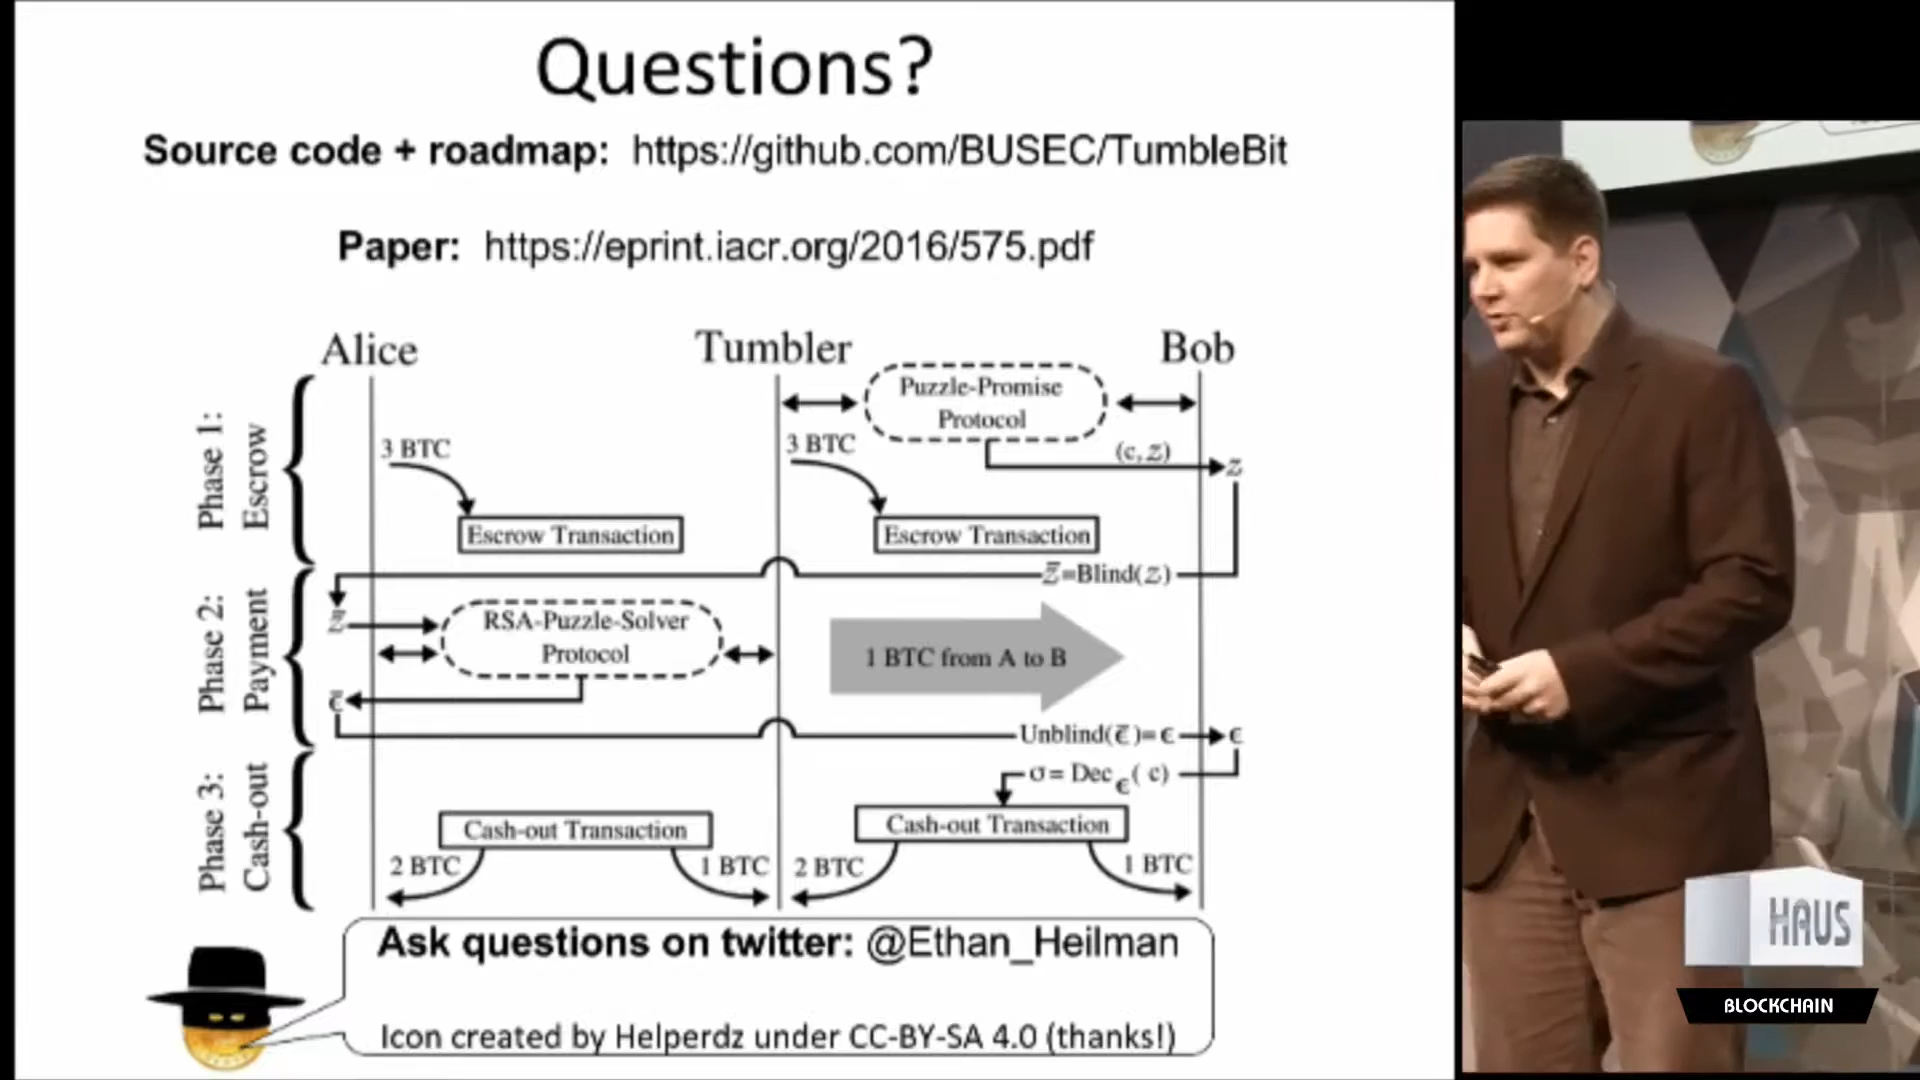 Questions?
Source code + roadmap: https://github.com/BUSEC/TumbleBit
Paper: https://eprint.iacr.org/2016/575.pdf
Alice
Tumbler
Bob
Phase 1:
Escrow
Puzzle-Promise
Protocol
3 BTC
3 BTC
(c, z)
z
Escrow Transaction
Escrow Transaction
z̅=Blind(z)
Phase 2:
Payment
z̅
RSA-Puzzle-Solver
Protocol
1 BTC from A to B
ϵ̅
Unblind(ϵ̅)=ϵ
ϵ
Phase 3:
Cash-out
σ= Dec ϵ( c)
Cash-out Transaction
Cash-out Transaction
2 BTC
1 BTC
2 BTC
1 BTC
Ask questions on twitter: @Ethan_Heilman
Icon created by Helperdz under CC-BY-SA 4.0 (thanks!)
HAUS
BLOCKCHAIN